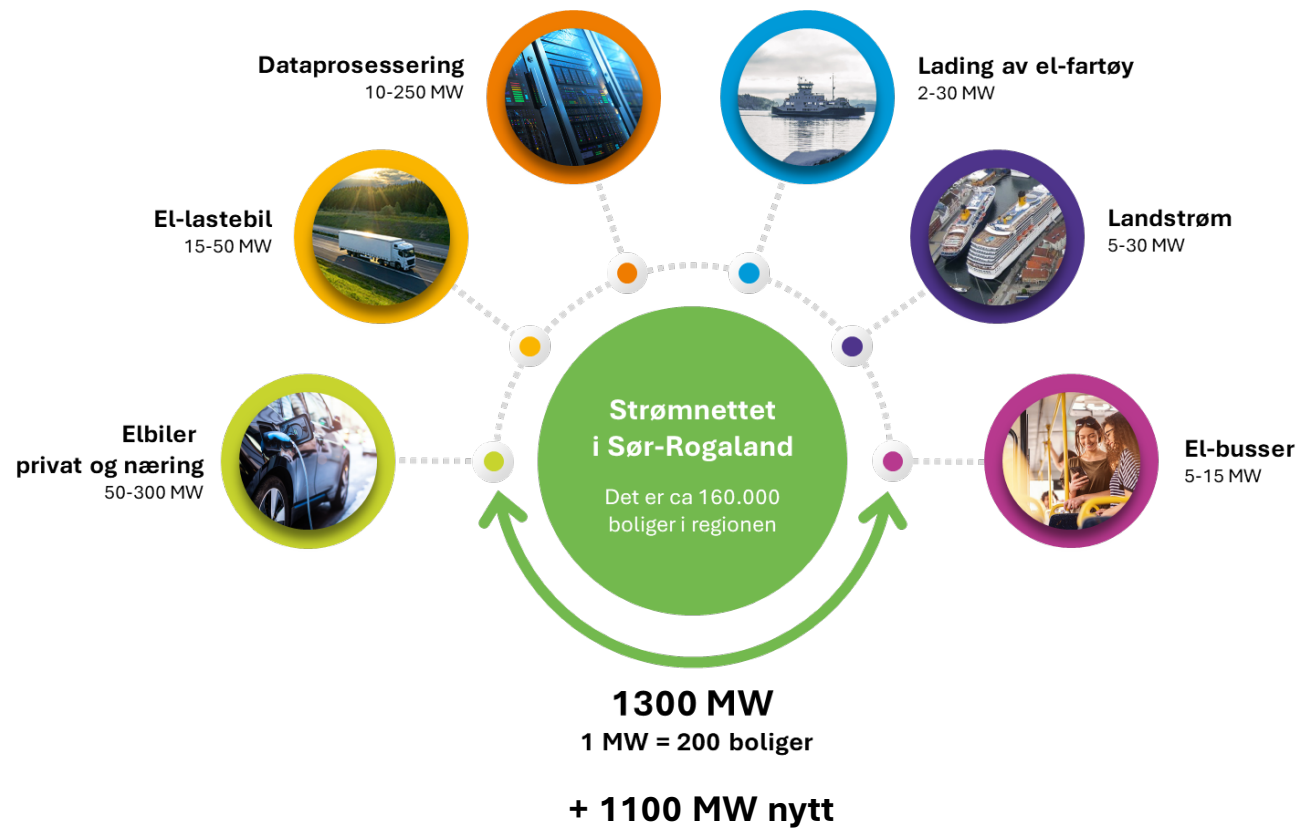 Dataprosessering
10-250 MW
Lading av el-fartøy
2-30 MW
El-lastebil
15-50 MW
Landstrøm
5-30 MW
Elbiler
privat og næring
50-300 MW
Strømnettet
i Sør-Rogaland
Det er ca 160.000
boliger i regionen
El-busser
5-15 MW
1300 MW
1 MW = 200 boliger
+ 1100 MW nytt